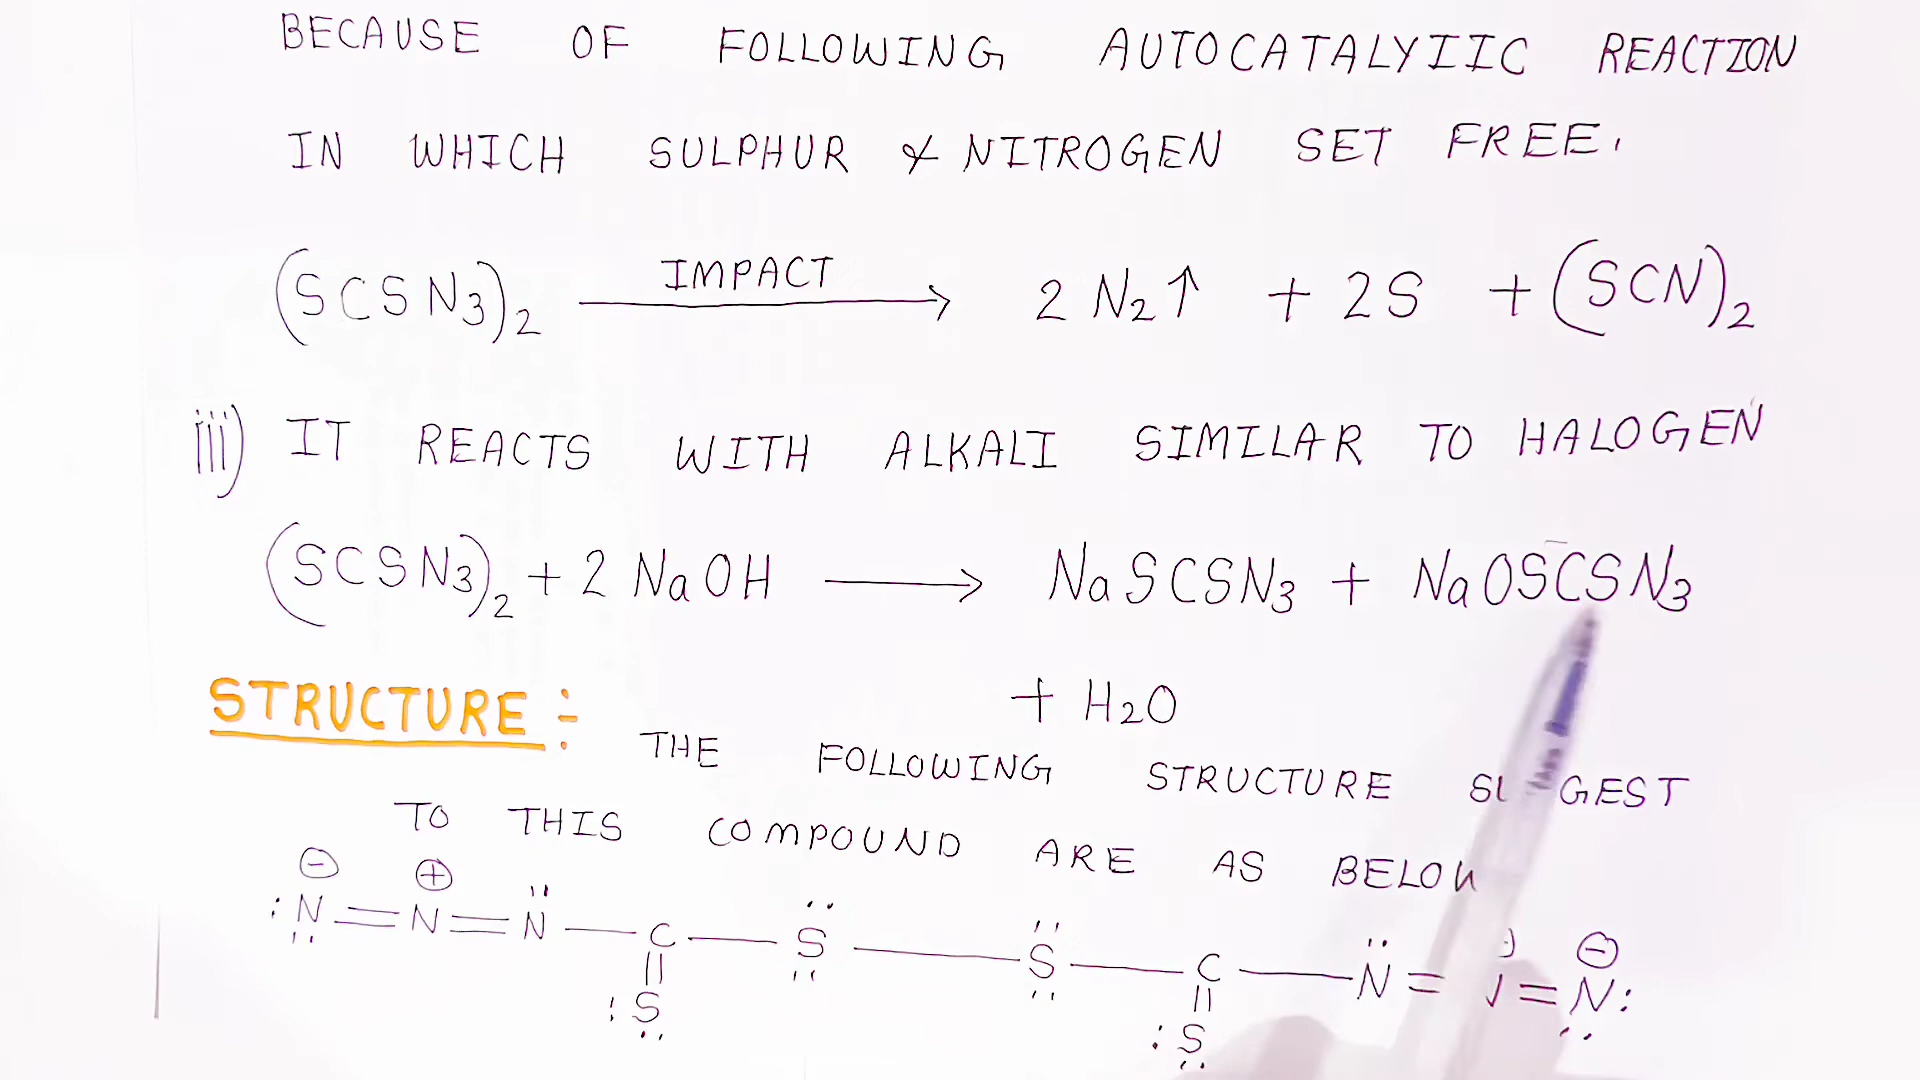 BECAUSE OF FOLLOWING AUTOCATALYIIC REACTION
IN WHICH SULPHUR & NITROGEN SET FREE.
(SCSN3)2 IMPACT → 2 N2↑ + 2S + (SCN)2
iii) IT REACTS WITH ALKALI SIMILAR TO HALOGEN
(SCSN3)2 + 2 NaOH → NaSCSN3 + NaOSCSN3
+ H2O
STRUCTURE :-
THE FOLLOWING STRUCTURE
TO THIS COMPOUND ARE AS
:N̤⊖ = N⊕ = N̈ — C — S̤̈ — S̤̈ — C — N̈ = = N̤⊖:
|| ||
:S̤ :S̤